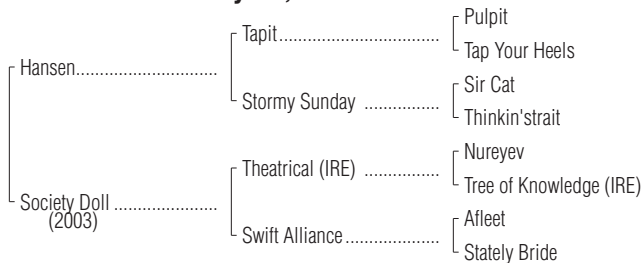 Pulpit
Tapit
Tap Your Heels
Hansen
Sir Cat
Stormy Sunday
Thinkin'strait
Nureyev
Theatrical (IRE)
Tree of Knowledge (IRE)
Society Doll
(2003)
Afleet
Swift Alliance
Stately Bride